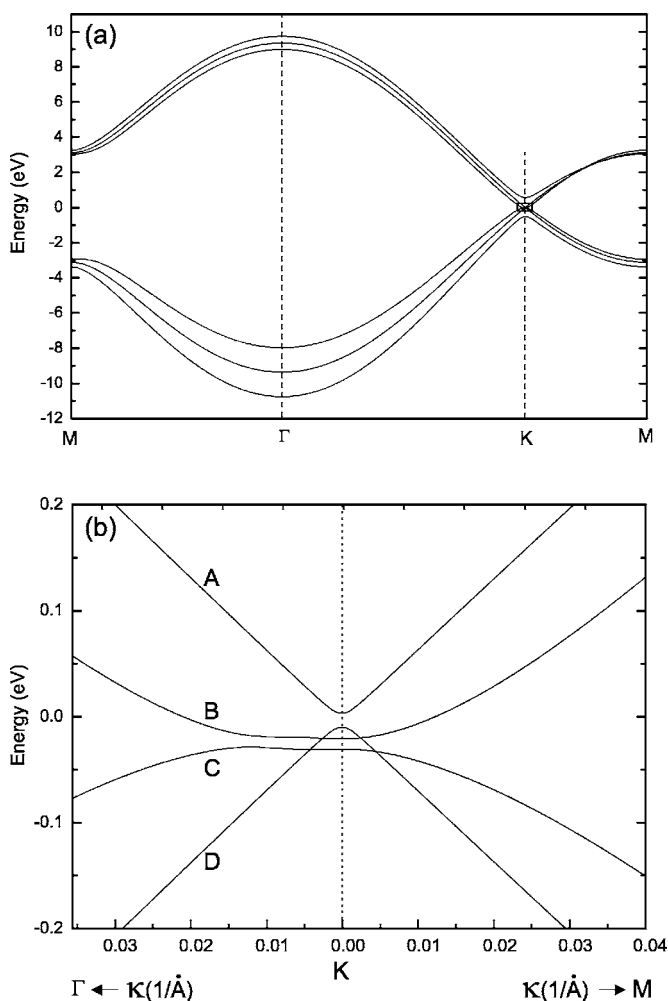 (a)
Energy (eV)
10
8
6
4
2
0
-2
-4
-6
-8
-10
-12
M Γ K M
(b)
Energy (eV)
0.2
0.1
0.0
-0.1
-0.2
A
B
C
D
0.03 0.02 0.01 0.00 0.01 0.02 0.03 0.04
K
Γ ← κ(1/Å) κ(1/Å) → M